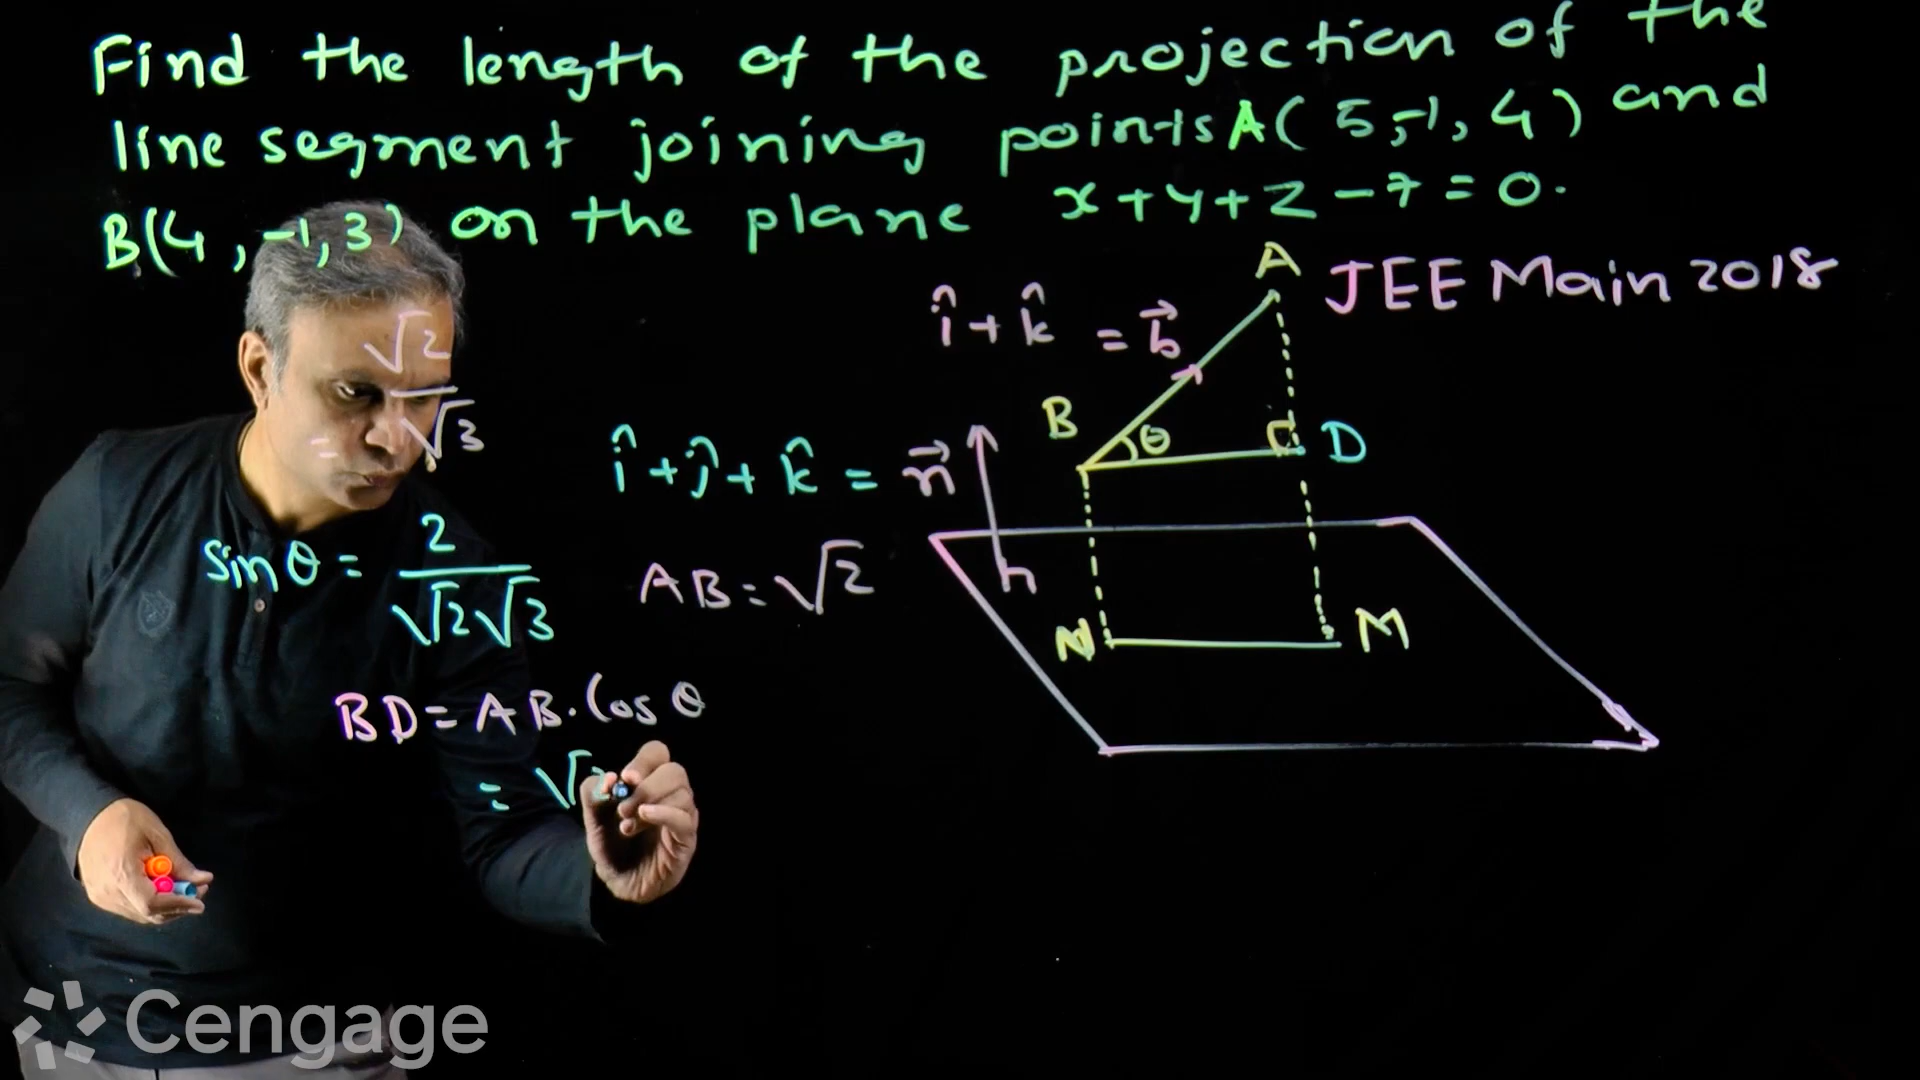 Find the length of the projection of the
line segment joining points A(5,-1,4) and
B(4,-1,3) on the plane x+y+z-7=0.
A
JEE Main 2018
î+k̂ = b⃗
√2/√3
=
B
θ
D
î+ĵ+k̂ = n⃗
sinθ = 2/√2√3
AB=√2
N
M
BD=AB.Cosθ
= √2
Cengage